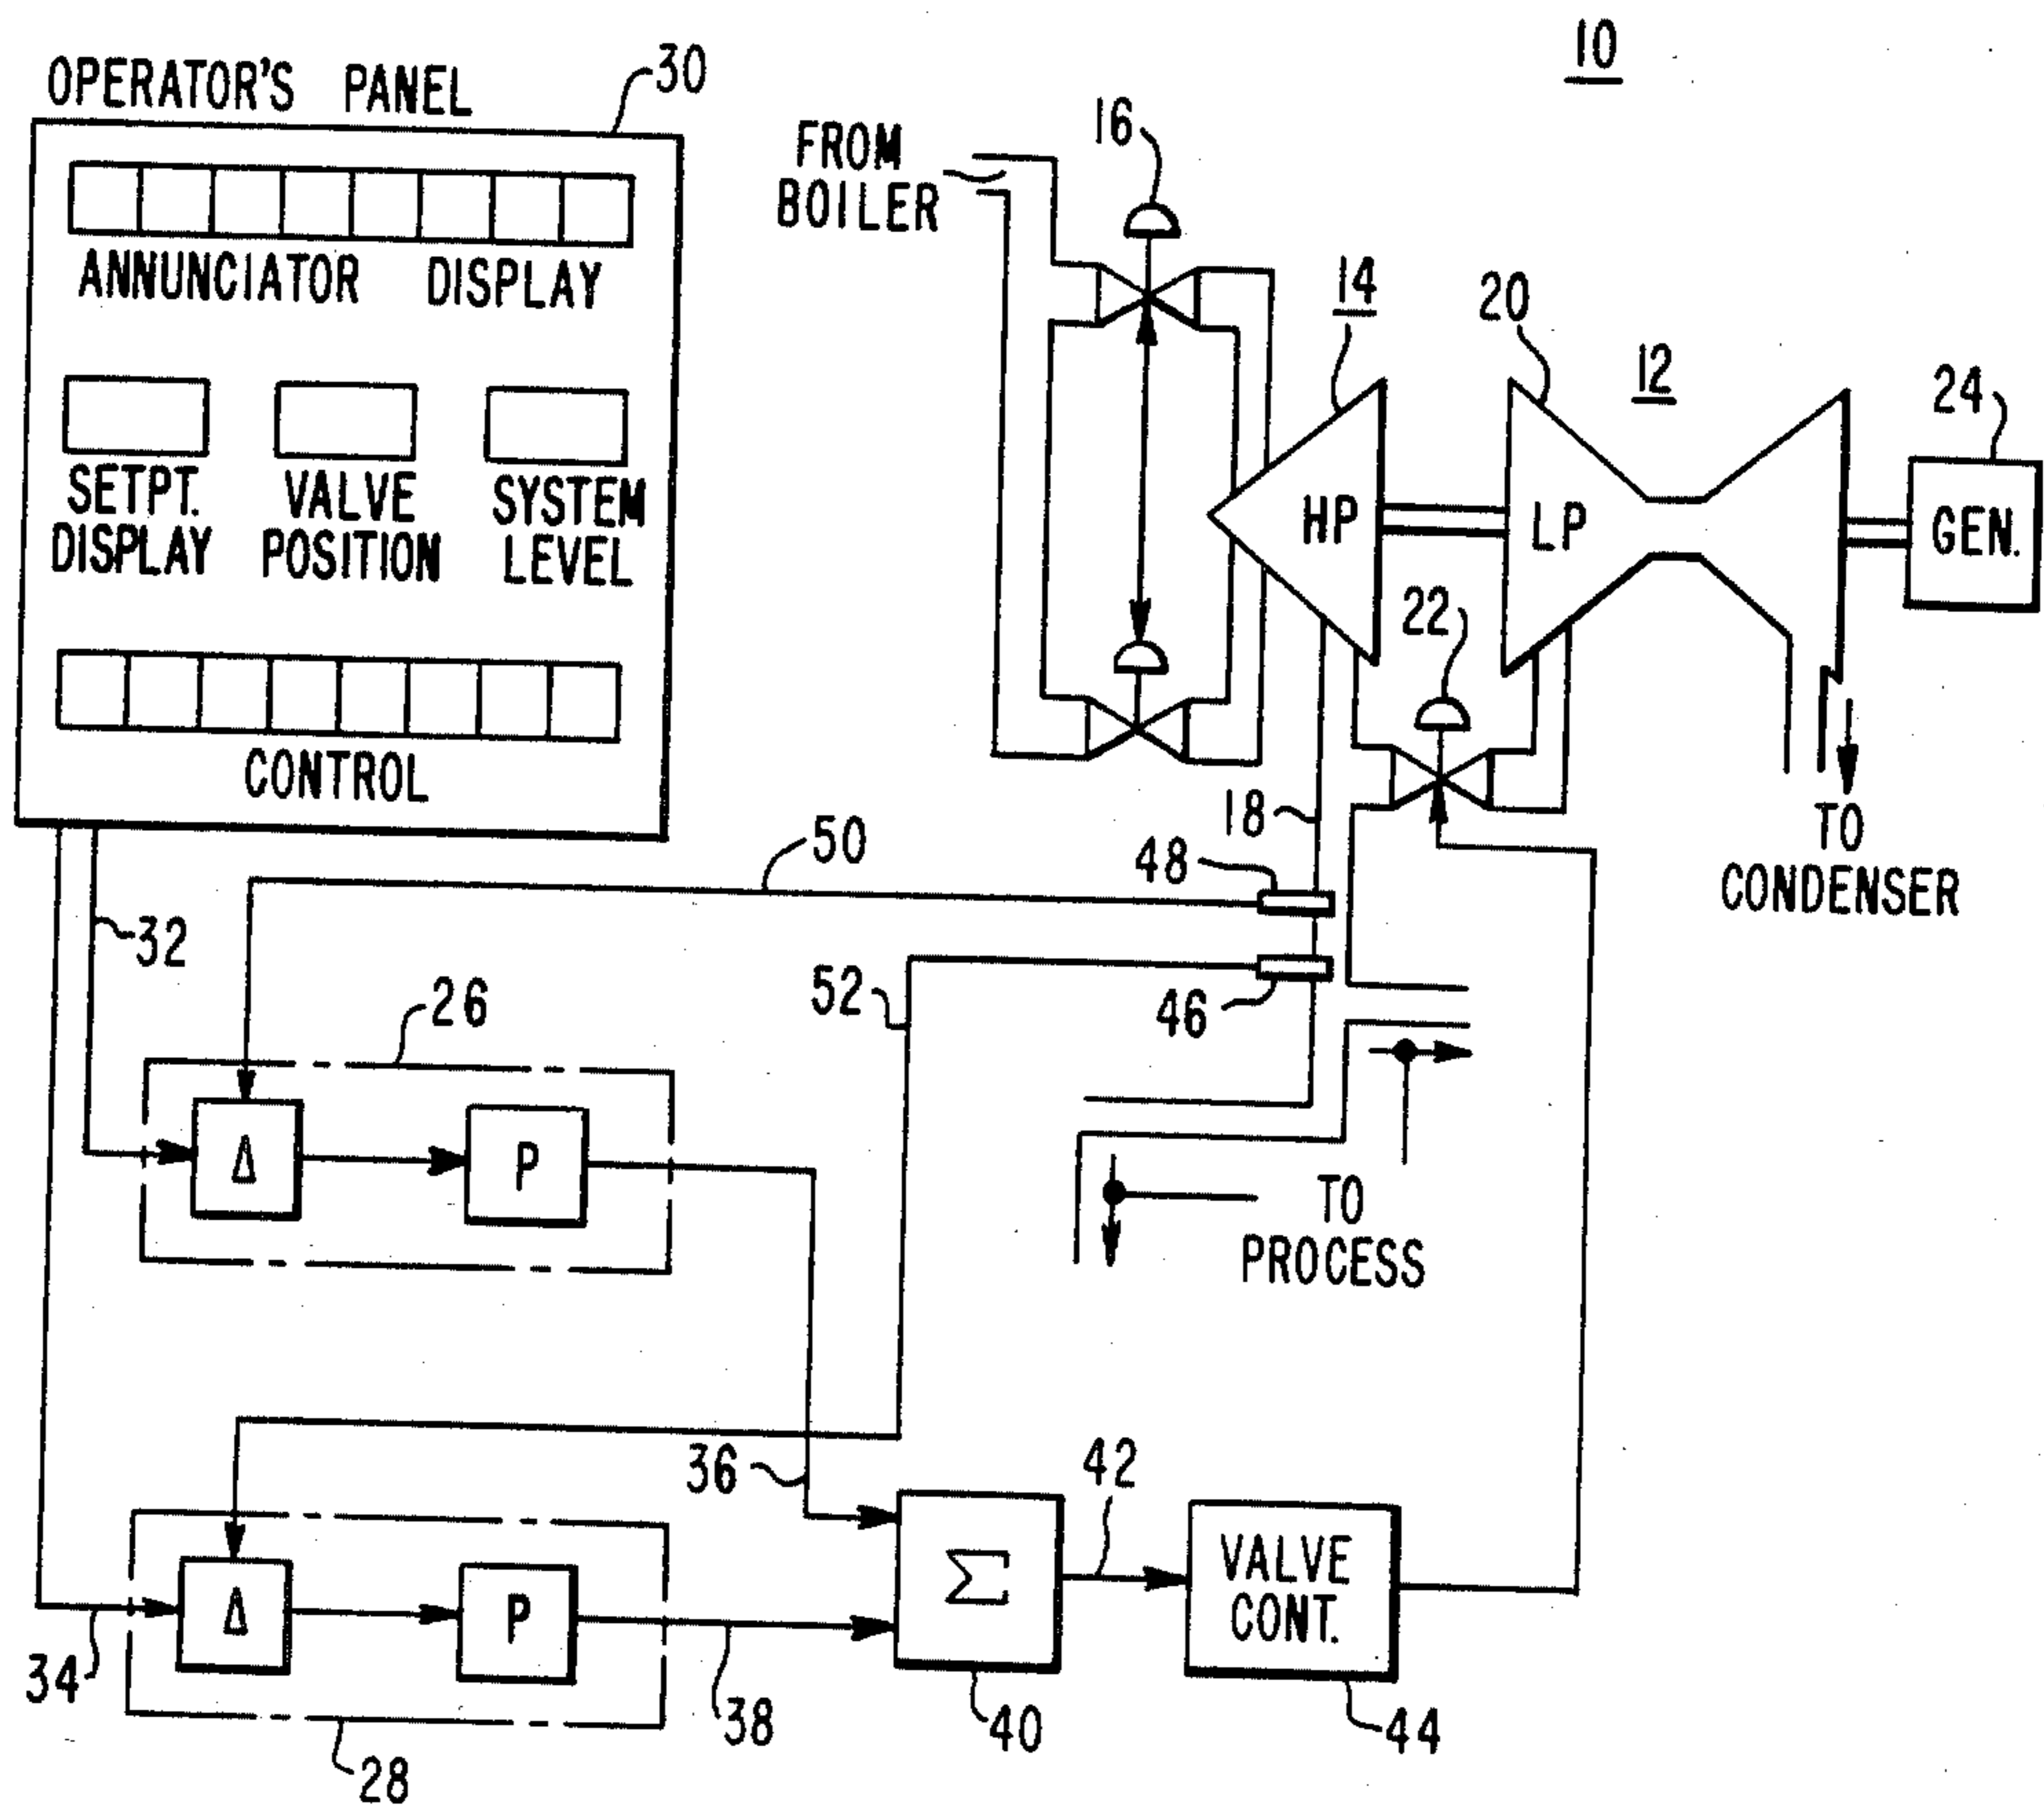 10
OPERATOR'S PANEL
30
FROM
BOILER
16
ANNUNCIATOR DISPLAY
14
20
12
24
SETPT.
DISPLAY
VALVE
POSITION
SYSTEM
LEVEL
HP
LP
GEN.
22
CONTROL
18
TO
CONDENSER
50
48
32
52
46
26
Δ
P
TO
PROCESS
36
42
Δ
P
Σ
VALVE
CONT.
34
38
40
44
28